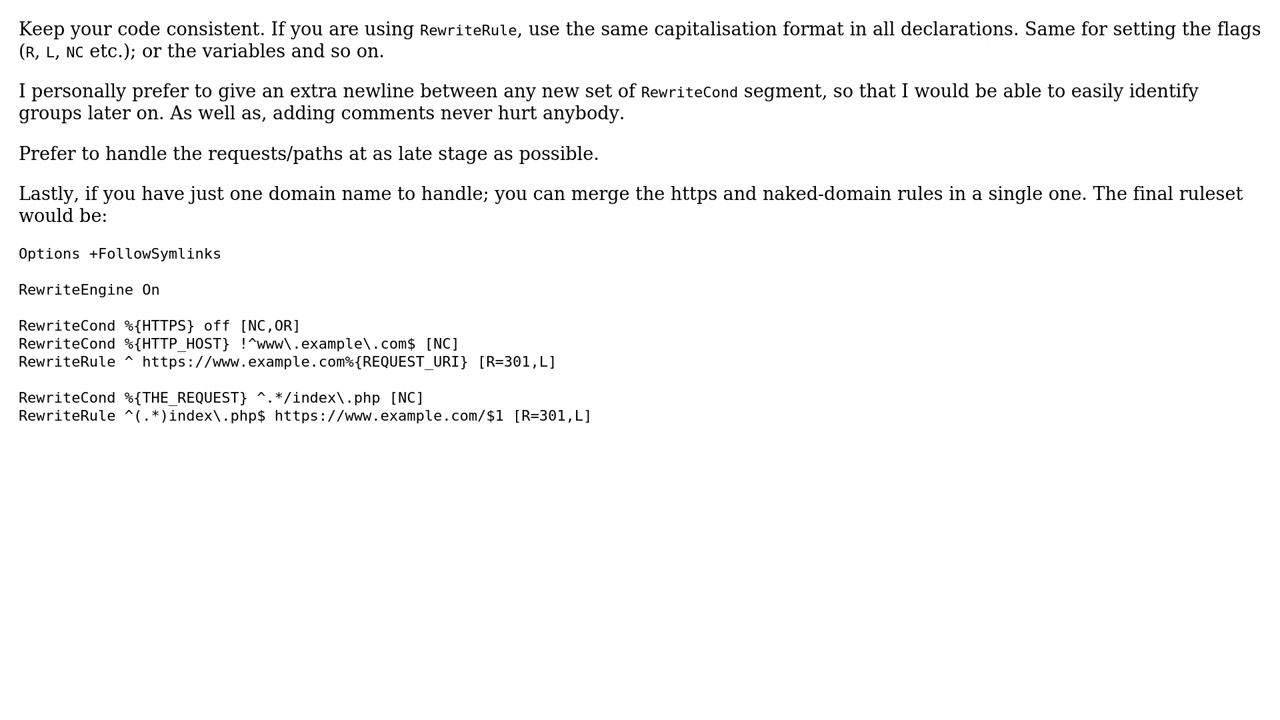 Keep your code consistent. If you are using RewriteRule, use the same capitalisation format in all declarations. Same for setting the flags
(R, L, NC etc.); or the variables and so on.
I personally prefer to give an extra newline between any new set of RewriteCond segment, so that I would be able to easily identify
groups later on. As well as, adding comments never hurt anybody.
Prefer to handle the requests/paths at as late stage as possible.
Lastly, if you have just one domain name to handle; you can merge the https and naked-domain rules in a single one. The final ruleset
would be:
Options +FollowSymlinks
RewriteEngine On
RewriteCond %{HTTPS} off [NC,OR]
RewriteCond %{HTTP_HOST} !^www\.example\.com$ [NC]
RewriteRule ^ https://www.example.com%{REQUEST_URI} [R=301,L]
RewriteCond %{THE_REQUEST} ^.*/index\.php [NC]
RewriteRule ^(.*)index\.php$ https://www.example.com/$1 [R=301,L]